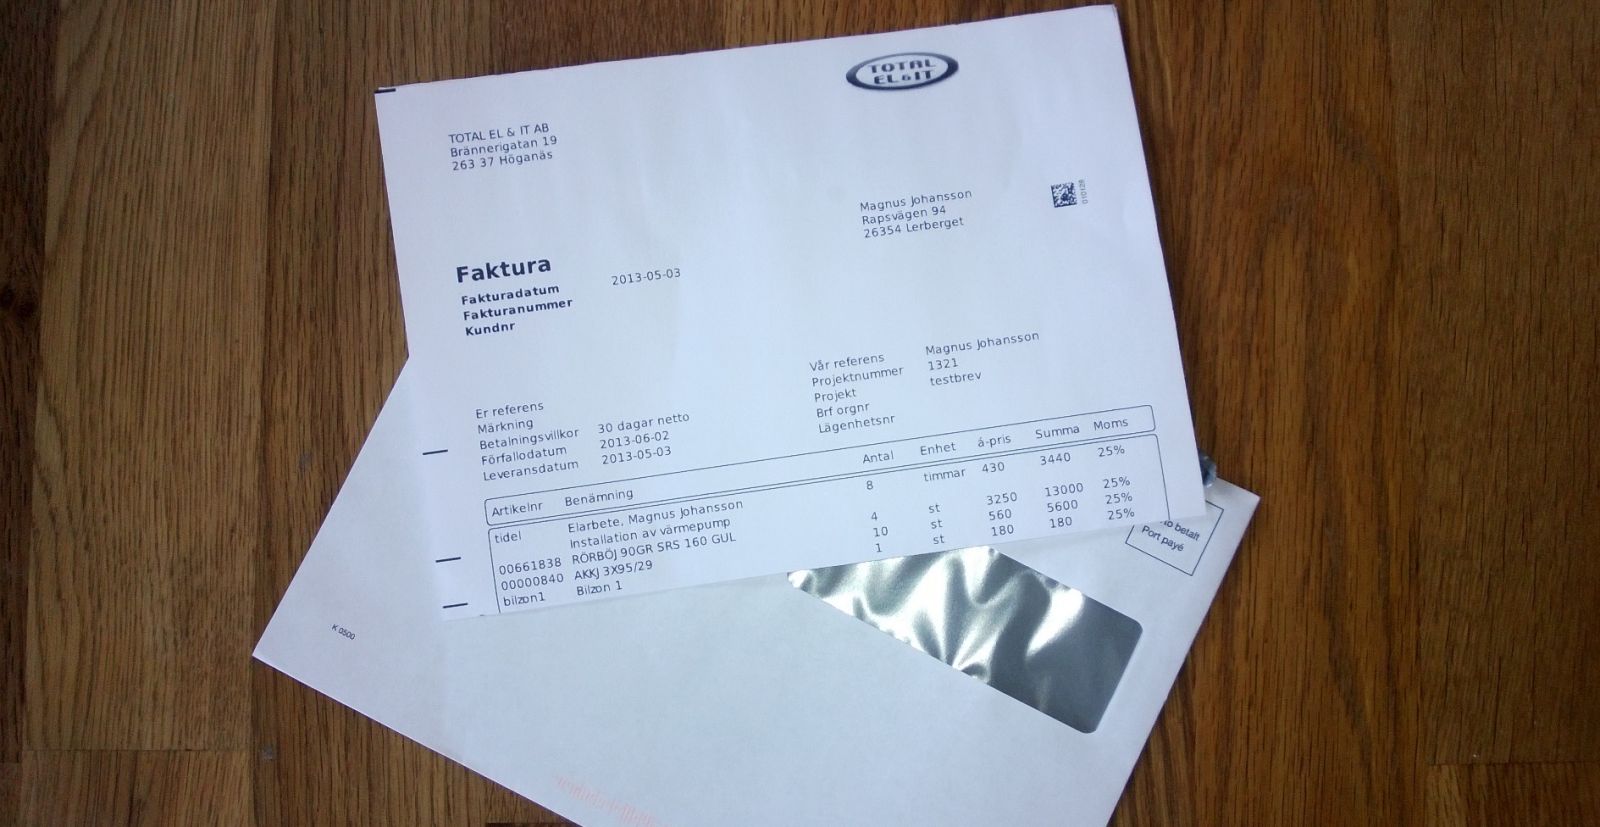 TOTAL
EL & IT
TOTAL EL & IT AB
Brännerigatan 19
263 37 Höganäs
Magnus Johansson
Rapsvägen 94
26354 Lerberget
010128
Faktura
Fakturadatum 2013-05-03
Fakturanummer
Kundnr
Er referens
Märkning
Betalningsvillkor 30 dagar netto
Förfallodatum 2013-06-02
Leveransdatum 2013-05-03
Vår referens Magnus Johansson
Projektnummer 1321
Projekt testbrev
Brf orgnr
Lägenhetsnr
Artikelnr Benämning Antal Enhet á-pris Summa Moms
tidel Elarbete, Magnus Johansson 8 timmar 430 3440 25%
Installation av värmepump
00661838 RÖRBÖJ 90GR SRS 160 GUL 4 st 3250 13000 25%
00000840 AKKJ 3X95/29 10 st 560 5600 25%
bilzon1 Bilzon 1 1 st 180 180 25%
betalt
Port payé
K 0500